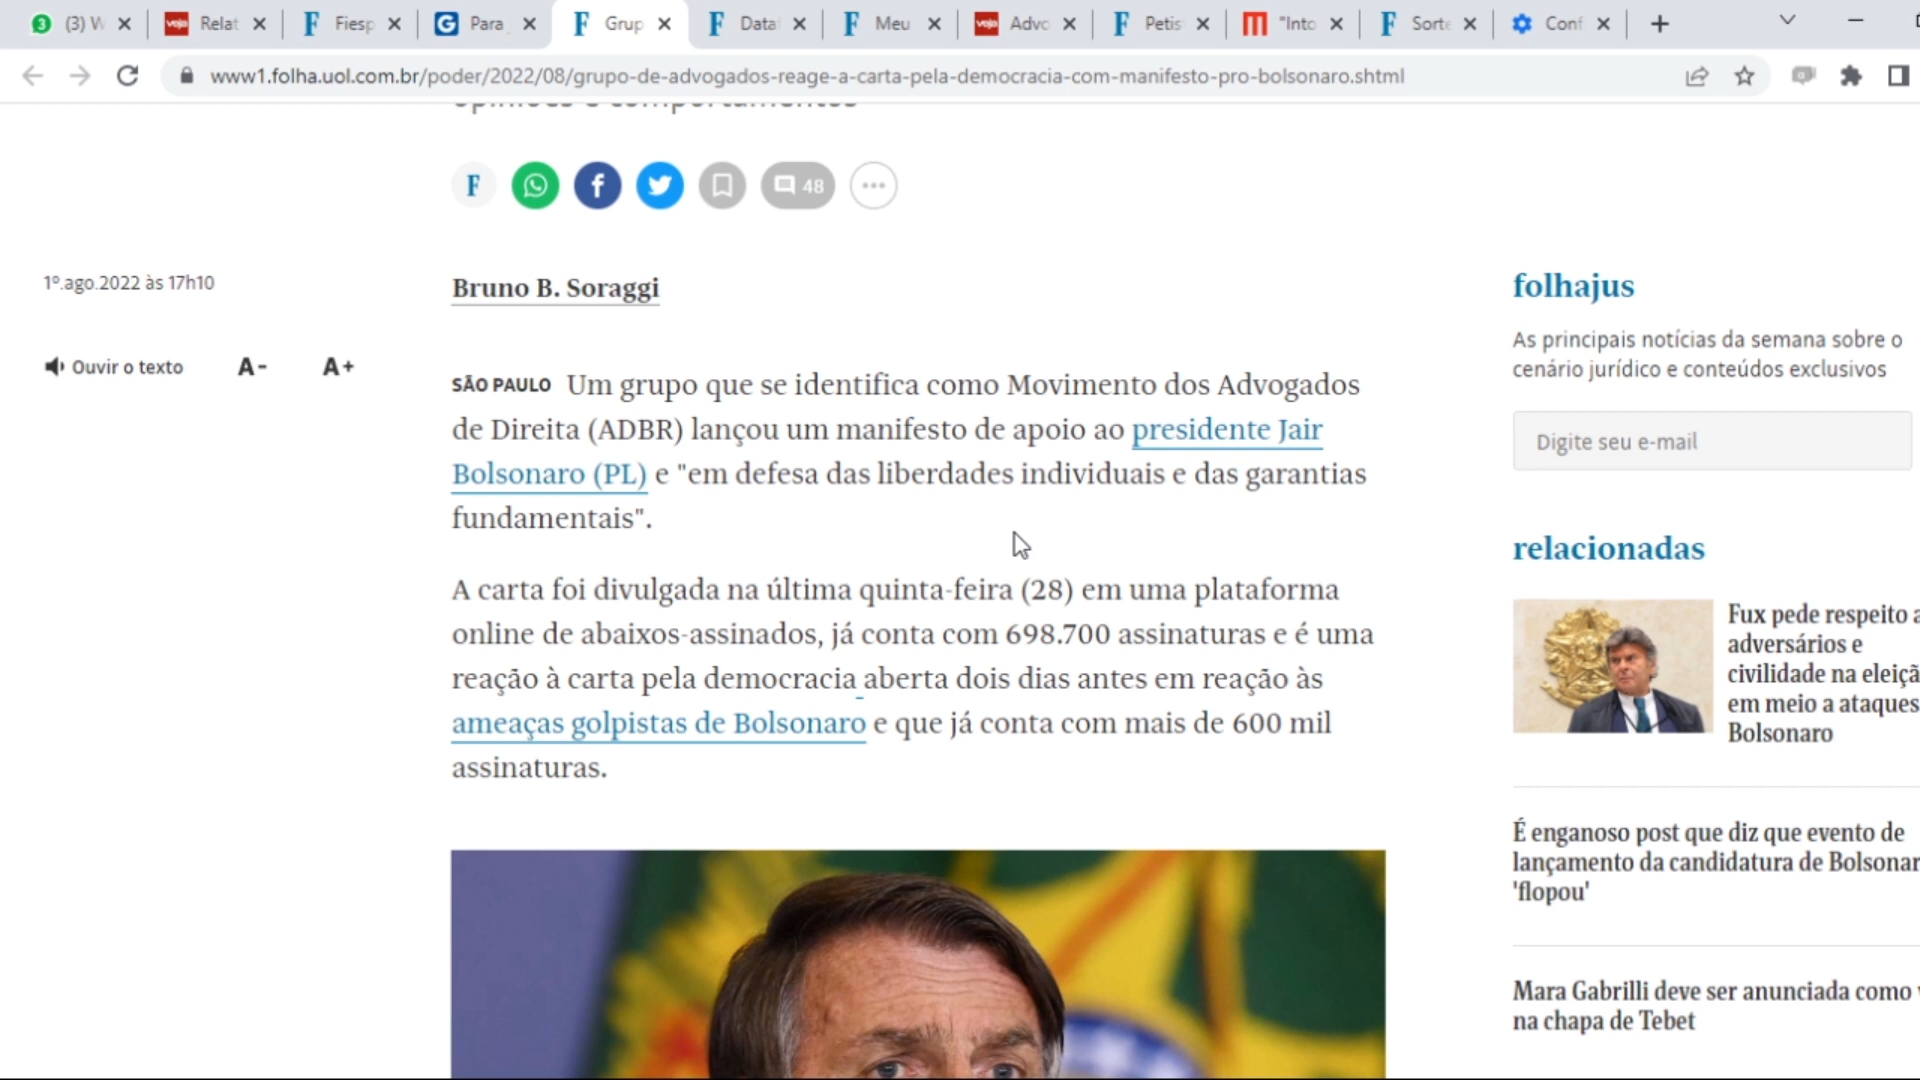 (3) W
Relat
Fiesp
Para
Grup
Data
Meu
Advo
Petis
"Into
Sorte
Conf
www1.folha.uol.com.br/poder/2022/08/grupo-de-advogados-reage-a-carta-pela-democracia-com-manifesto-pro-bolsonaro.shtml
opiniões e comportamentos
48
1º.ago.2022 às 17h10
Ouvir o texto A- A+
Bruno B. Soraggi
SÃO PAULO Um grupo que se identifica como Movimento dos Advogados
de Direita (ADBR) lançou um manifesto de apoio ao presidente Jair
Bolsonaro (PL) e "em defesa das liberdades individuais e das garantias
fundamentais".
A carta foi divulgada na última quinta-feira (28) em uma plataforma
online de abaixos-assinados, já conta com 698.700 assinaturas e é uma
reação à carta pela democracia aberta dois dias antes em reação às
ameaças golpistas de Bolsonaro e que já conta com mais de 600 mil
assinaturas.
folhajus
As principais notícias da semana sobre o
cenário jurídico e conteúdos exclusivos
Digite seu e-mail
relacionadas
Fux pede respeito a
adversários e
civilidade na eleiçã
em meio a ataques
Bolsonaro
É enganoso post que diz que evento de
lançamento da candidatura de Bolsonar
'flopou'
Mara Gabrilli deve ser anunciada como v
na chapa de Tebet